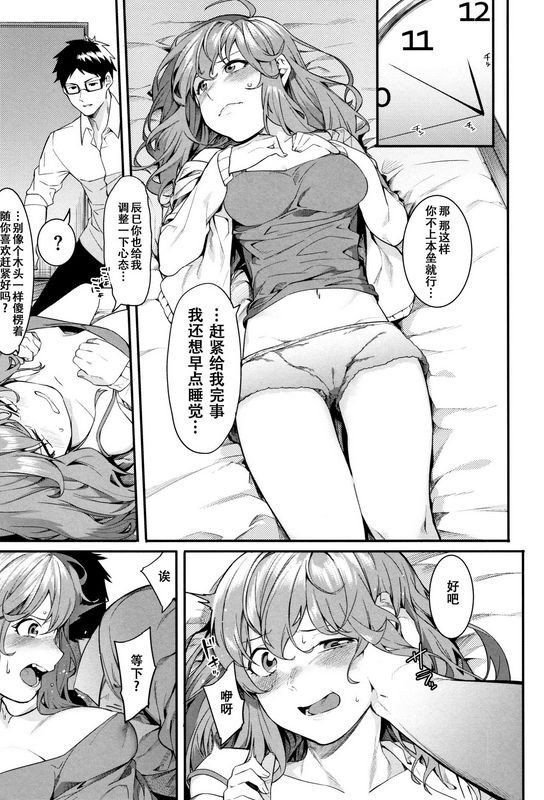 12
11
0
那 那这样
你不上本垒就行…
…赶紧给我完事
我还想早点睡觉…
辰巳你也给我
调整一下心态…
？
…别像个木头一样傻楞着
随你喜欢赶紧好吗？
好吧
咿呀
诶
等下?